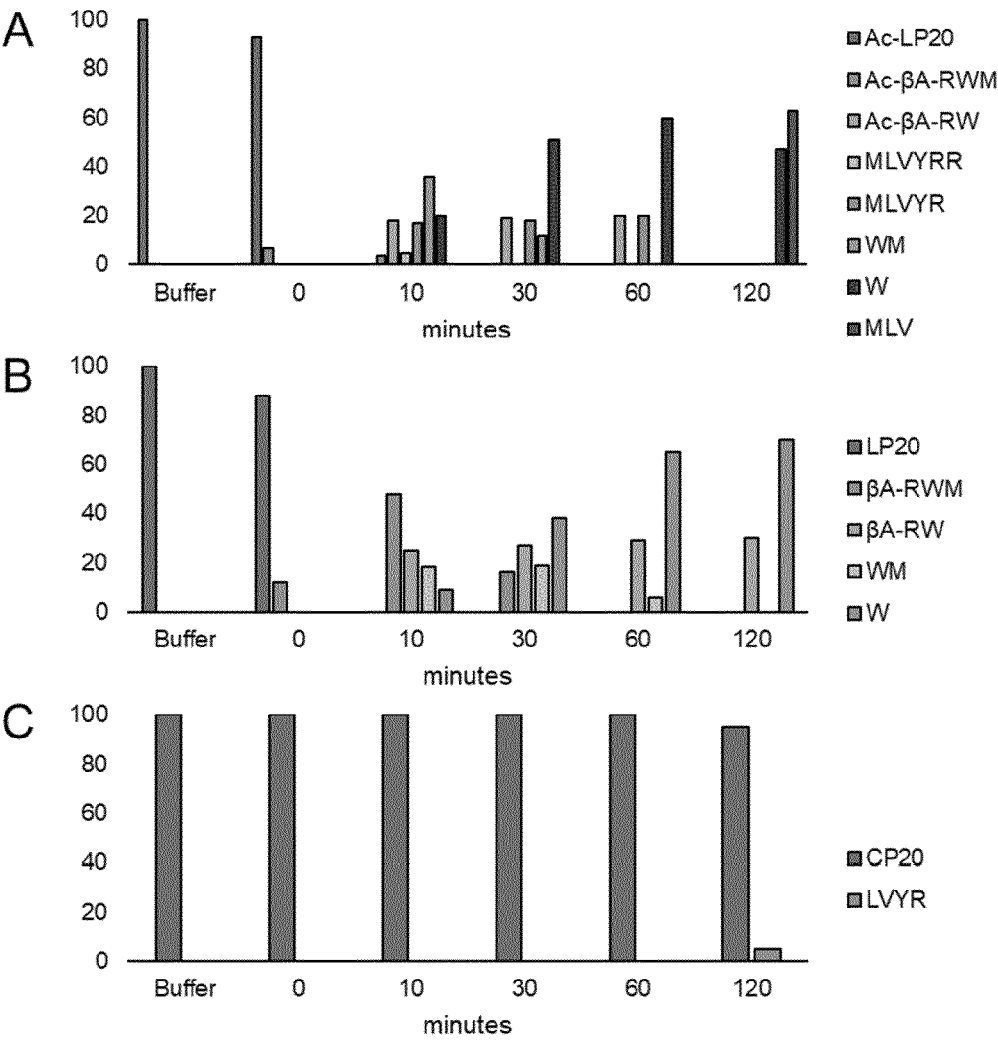 A
100
80
60
40
20
0
Buffer 0 10 30 60 120
minutes
Ac-LP20
Ac-βA-RWM
Ac-βA-RW
MLVYRR
MLVYR
WM
W
MLV
B
100
80
60
40
20
0
Buffer 0 10 30 60 120
minutes
LP20
βA-RWM
βA-RW
WM
W
C
100
80
60
40
20
0
Buffer 0 10 30 60 120
minutes
CP20
LVYR